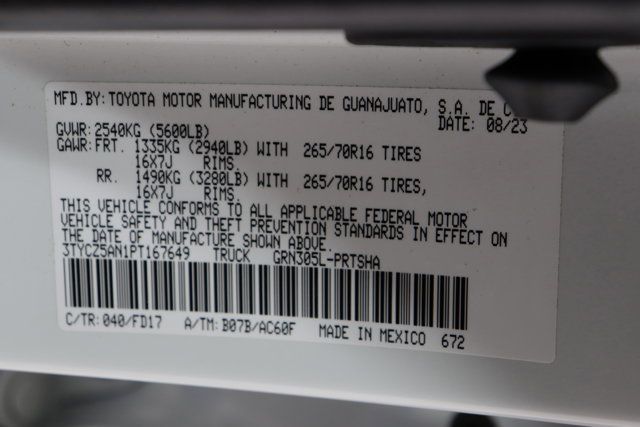 MFD.BY:TOYOTA MOTOR MANUFACTURING DE GUANAJUATO, S.A. DE C
GVWR:2540KG (5600LB) DATE: 08/23
GAWR:FRT. 1335KG (2940LB) WITH 265/70R16 TIRES
16X7J RIMS.
RR. 1490KG (3280LB) WITH 265/70R16 TIRES,
16X7J RIMS,
THIS VEHICLE CONFORMS TO ALL APPLICABLE FEDERAL MOTOR
VEHICLE SAFETY AND THEFT PREVENTION STANDARDS IN EFFECT ON
THE DATE OF MANUFACTURE SHOWN ABOVE.
3TYCZ5AN1PT167649 TRUCK GRN305L-PRTSHA
C/TR:040/FD17 A/TM:B07B/AC60F MADE IN MEXICO 672